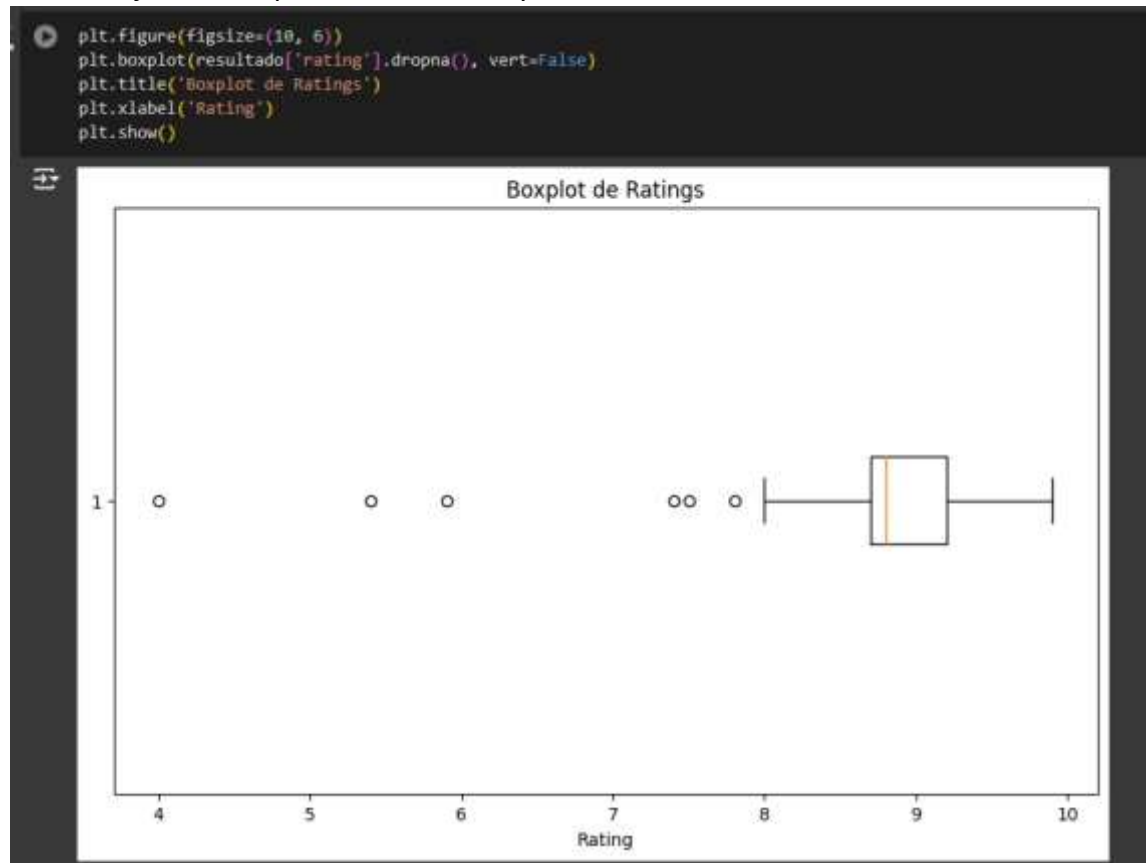 plt.figure(figsize=(10, 6))
plt.boxplot(resultado['rating'].dropna(), vert=False)
plt.title('Boxplot de Ratings')
plt.xlabel('Rating')
plt.show()
Boxplot de Ratings
1
4 5 6 7 8 9 10
Rating